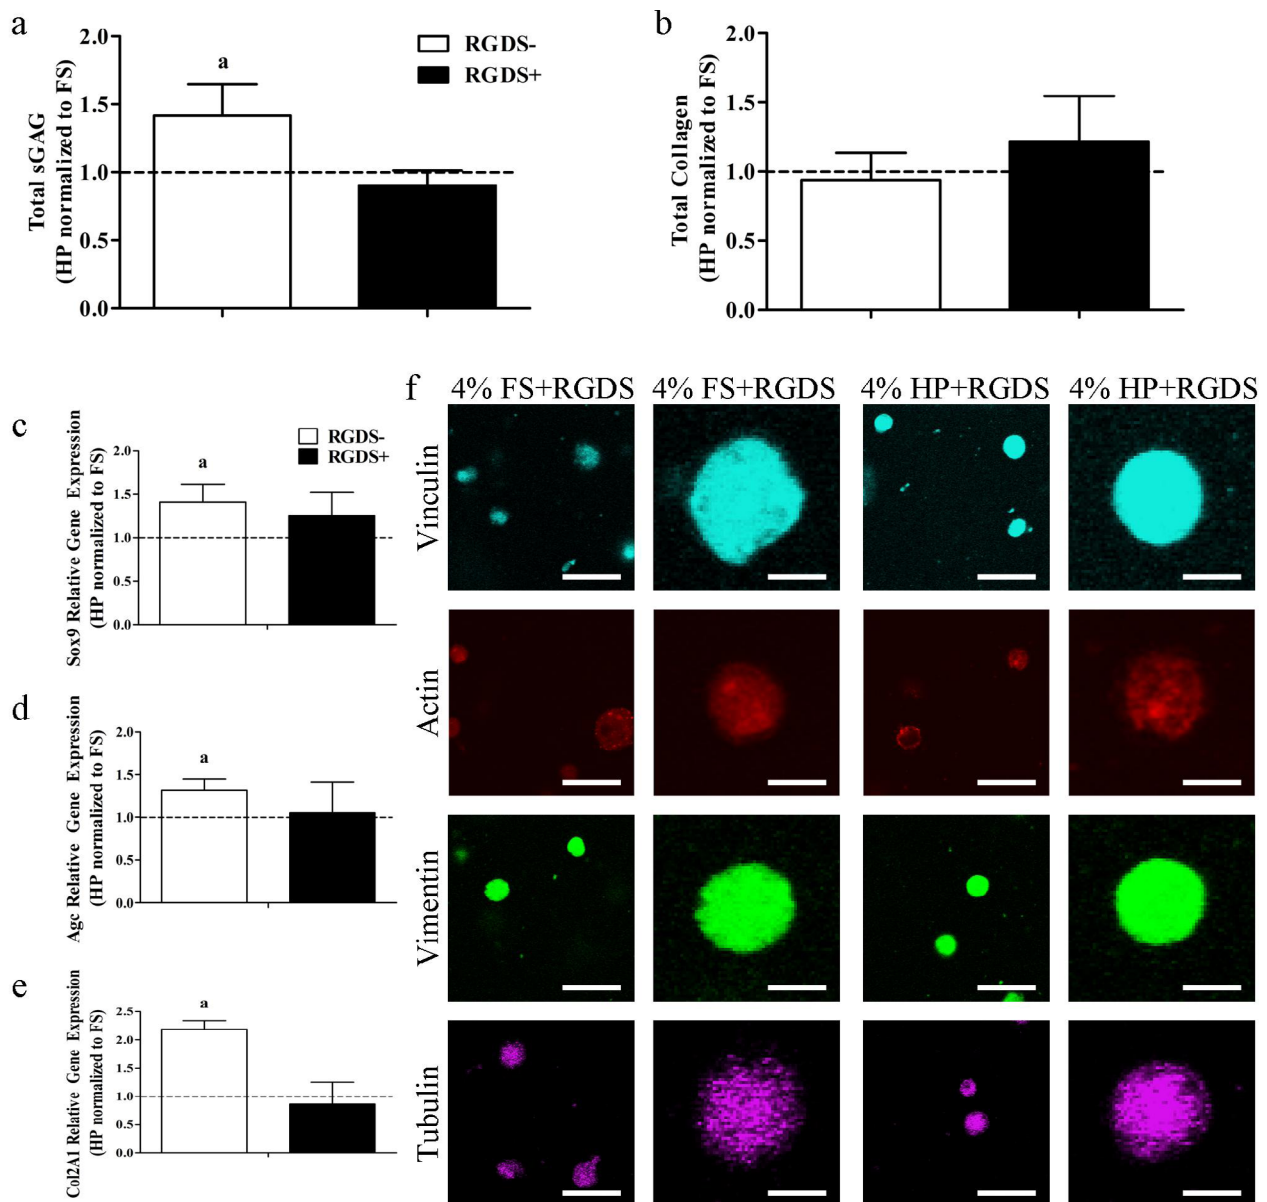 a
Total sGAG
(HP normalized to FS)
2.0
1.5
1.0
0.5
0.0
a
RGDS-
RGDS+
b
Total Collagen
(HP normalized to FS)
2.0
1.5
1.0
0.5
0.0
c
Sox9 Relative Gene Expression
(HP normalized to FS)
2.0
1.5
1.0
0.5
0.0
a
RGDS-
RGDS+
d
Agc Relative Gene Expression
(HP normalized to FS)
2.0
1.5
1.0
0.5
0.0
a
e
Col2A1 Relative Gene Expression
(HP normalized to FS)
2.5
2.0
1.5
1.0
0.5
0.0
a
f
4% FS+RGDS
4% FS+RGDS
4% HP+RGDS
4% HP+RGDS
Vinculin
Actin
Vimentin
Tubulin